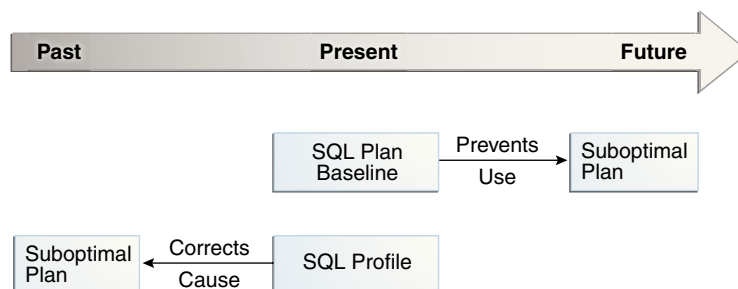 Past Present Future
SQL Plan
Baseline
Prevents
Use
Suboptimal
Plan
Suboptimal
Plan
Corrects
Cause
SQL Profile